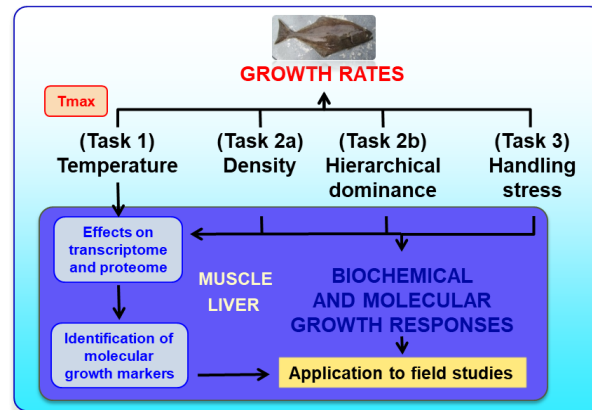 GROWTH RATES
Tmax
(Task 1)
Temperature
(Task 2a)
Density
(Task 2b)
Hierarchical
dominance
(Task 3)
Handling
stress
Effects on
transcriptome
and proteome
MUSCLE
LIVER
BIOCHEMICAL
AND MOLECULAR
GROWTH RESPONSES
Identification of
molecular
growth markers
Application to field studies